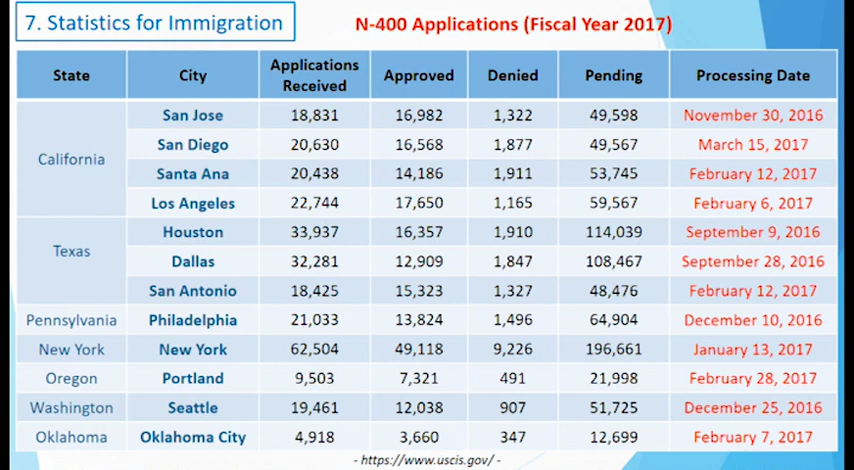 7. Statistics for Immigration
N-400 Applications (Fiscal Year 2017)
State City Applications Received Approved Denied Pending Processing Date
California San Jose 18,831 16,982 1,322 49,598 November 30, 2016
San Diego 20,630 16,568 1,877 49,567 March 15, 2017
Santa Ana 20,438 14,186 1,911 53,745 February 12, 2017
Los Angeles 22,744 17,650 1,165 59,567 February 6, 2017
Texas Houston 33,937 16,357 1,910 114,039 September 9, 2016
Dallas 32,281 12,909 1,847 108,467 September 28, 2016
San Antonio 18,425 15,323 1,327 48,476 February 12, 2017
Pennsylvania Philadelphia 21,033 13,824 1,496 64,904 December 10, 2016
New York New York 62,504 49,118 9,226 196,661 January 13, 2017
Oregon Portland 9,503 7,321 491 21,998 February 28, 2017
Washington Seattle 19,461 12,038 907 51,725 December 25, 2016
Oklahoma Oklahoma City 4,918 3,660 347 12,699 February 7, 2017
- https://www.uscis.gov/ -